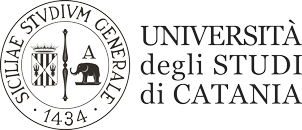 SICILIAE STVDIVM GENERALE
· 1434 ·
A
UNIVERSITÀ
degli STUDI
di CATANIA